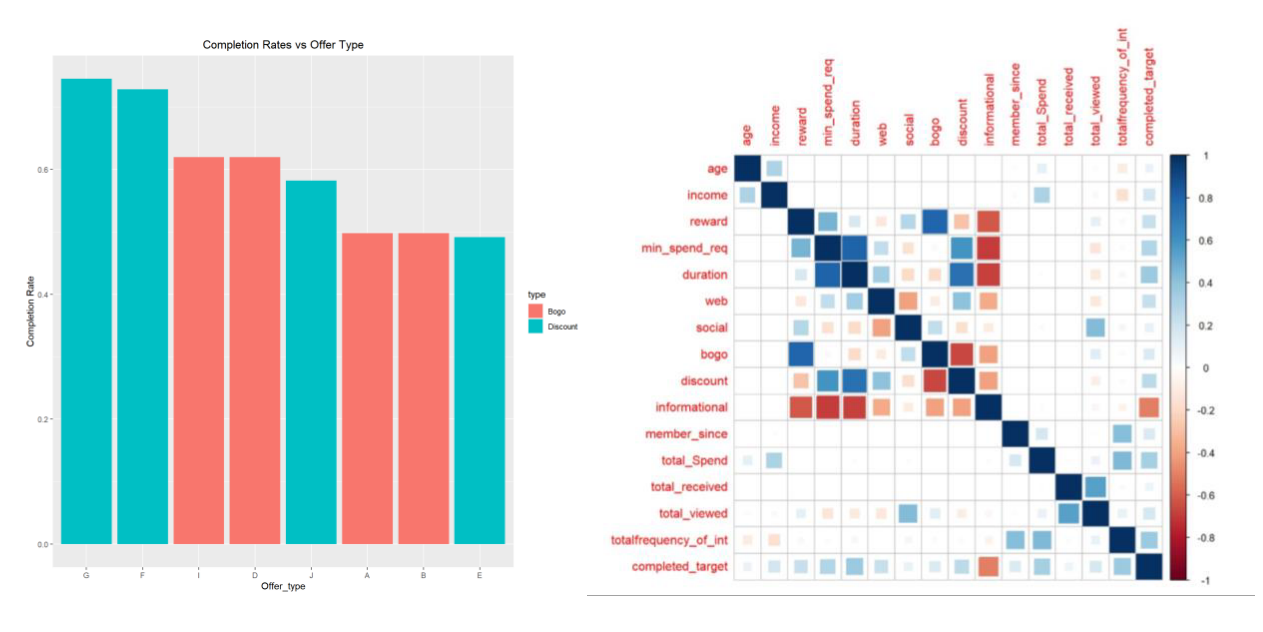 Completion Rates vs Offer Type
Completion Rate
0.6
0.4
0.2
0.0
G F I D J A B E
Offer_type
type
Bogo
Discount
age income reward min_spend_req duration web social bogo discount informational member_since total_Spend total_received total_viewed totalfrequency_of_int completed_target
age
income
reward
min_spend_req
duration
web
social
bogo
discount
informational
member_since
total_Spend
total_received
total_viewed
totalfrequency_of_int
completed_target
1
0.8
0.6
0.4
0.2
0
-0.2
-0.4
-0.6
-0.8
-1